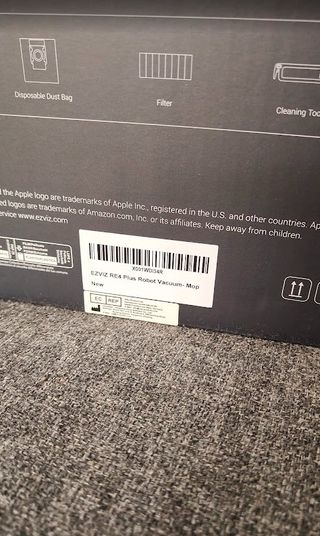 Disposable Dust Bag
Filter
Cleaning Too
d the Apple logo are trademarks of Apple Inc., registered in the U.S. and other countries. Ap
ed logos are trademarks of Amazon.com, Inc. or its affiliates. Keep away from children.
service www.ezviz.com
X001WDI34R
EZVIZ RE4 Plus Robot Vacuum- Mop
New
EC REP